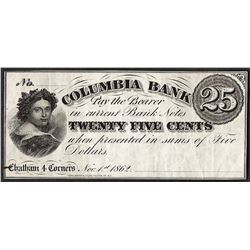 No.
COLUMBIA BANK
Pay the Bearer
in current Bank Notes
25
TWENTY FIVE CENTS
when presented in sums of Five
Dollars.
Chatham 4 Corners, Nov. 1st 1862.